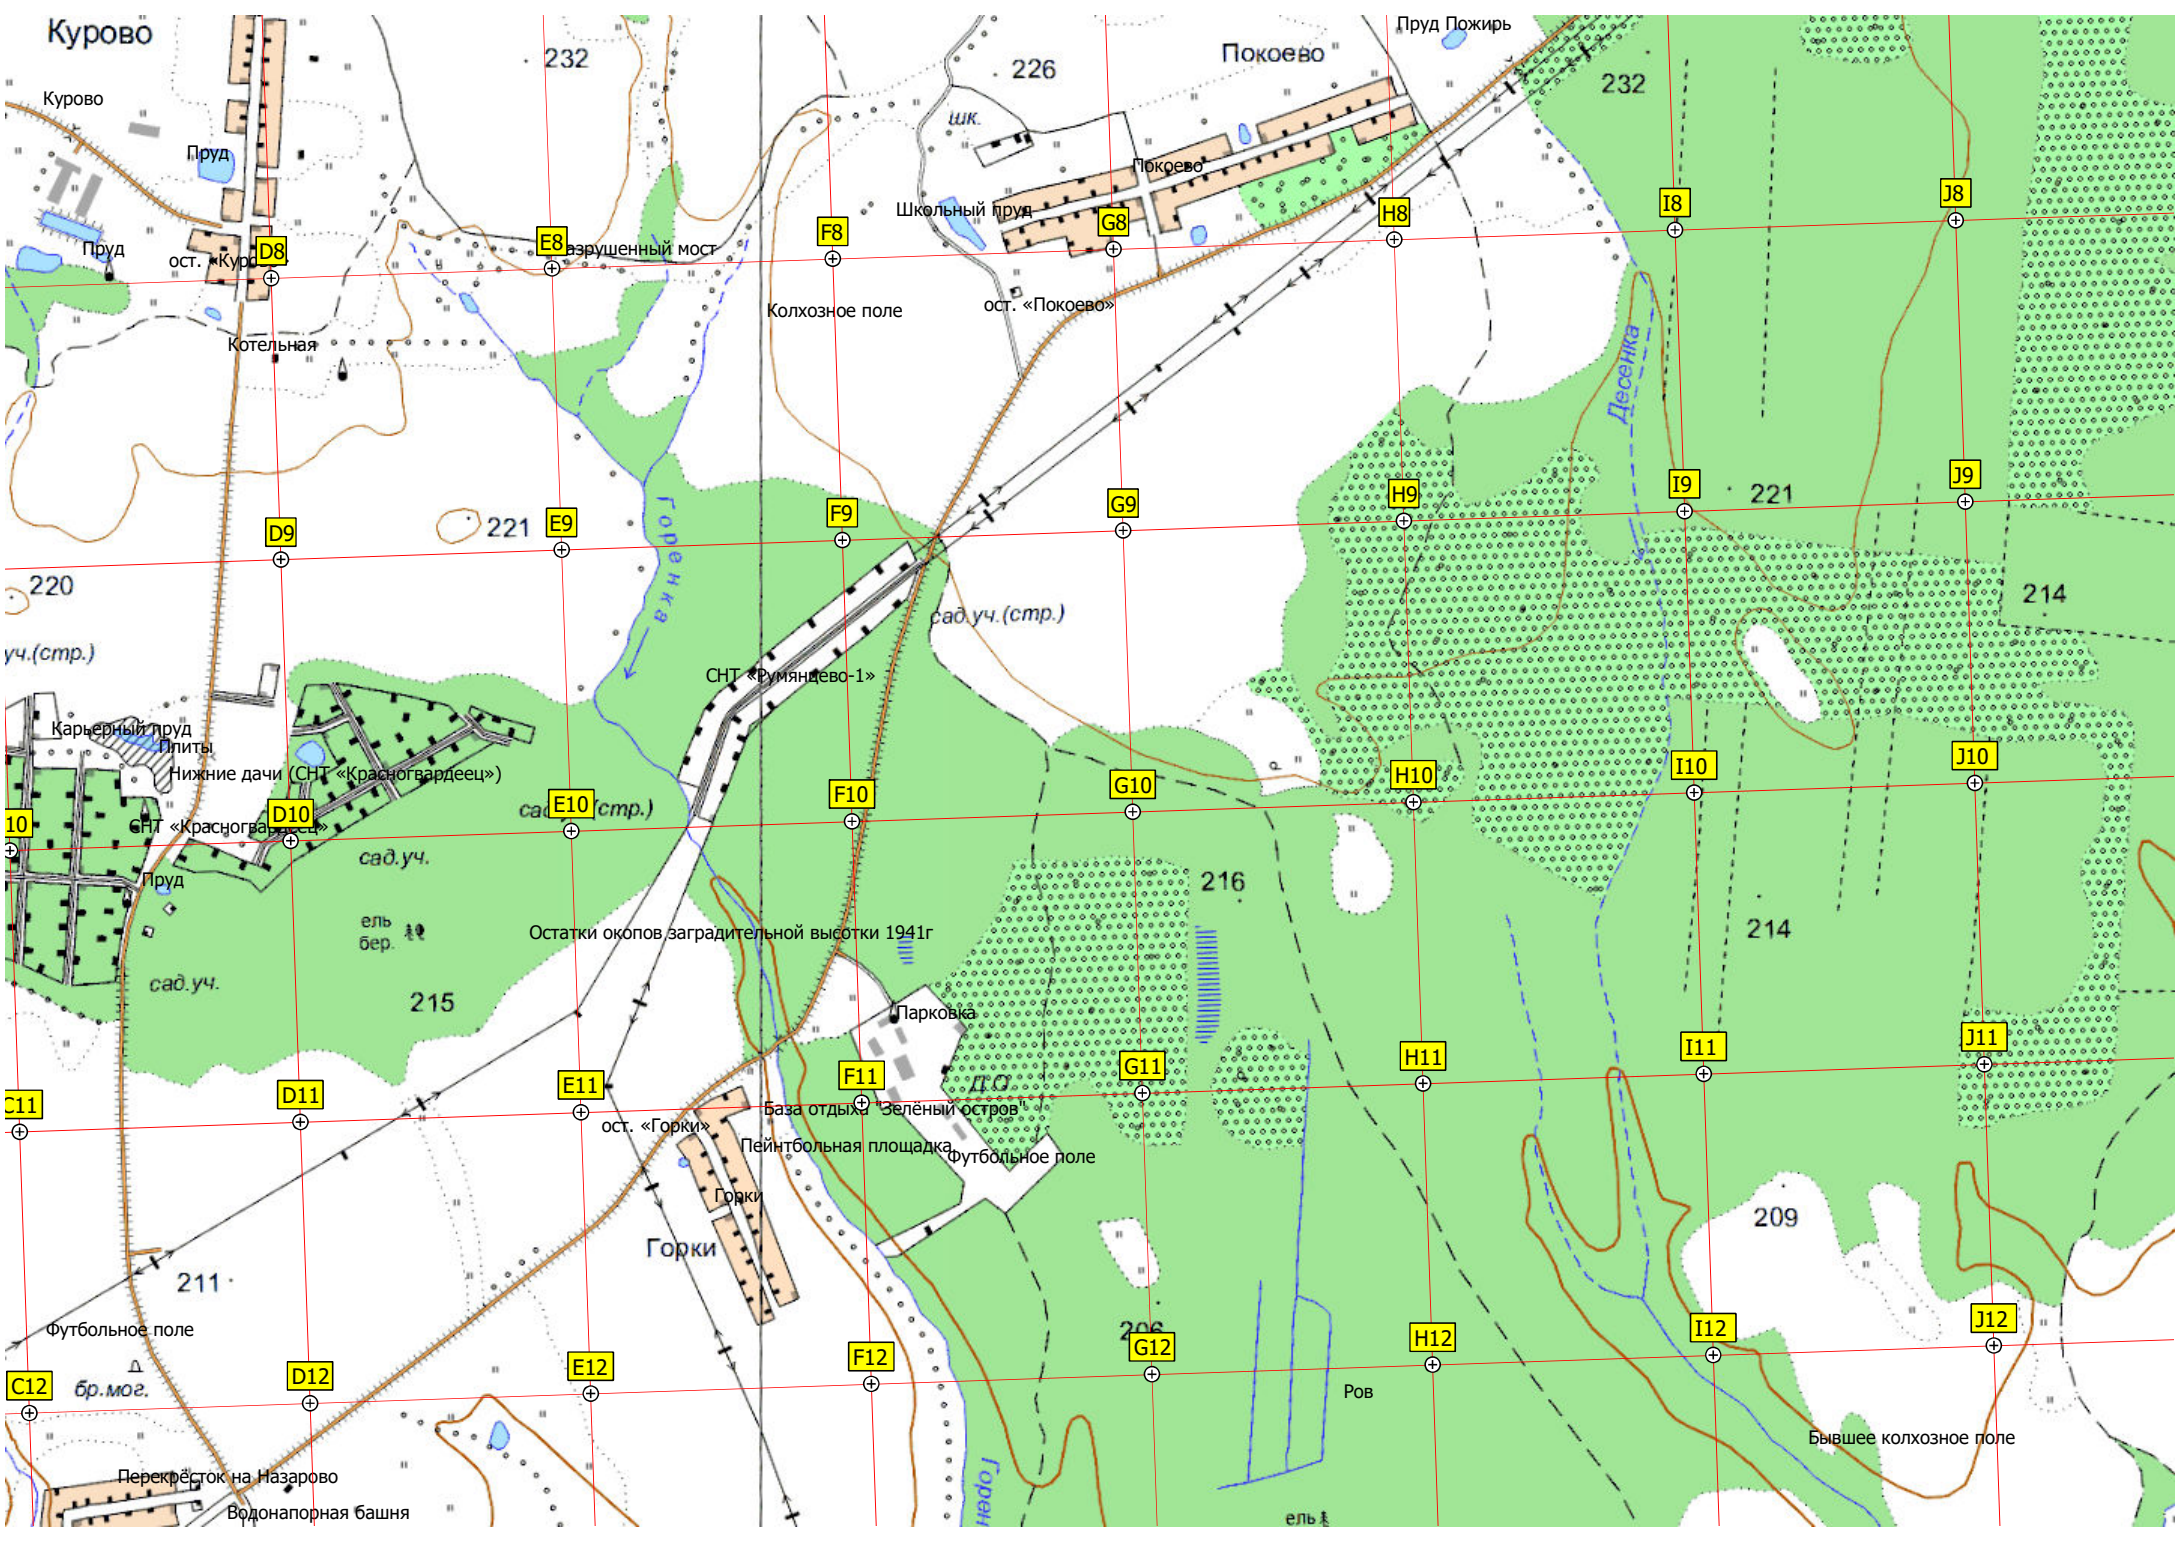 Курово
232
226
Покоево
Пруд Пожирь
232
Курово
шк.
Пруд
Покоево
J8
I8
Школьный пруд
H8
G8
F8
E8
азрушенный мост
Пруд
ост. «Кур
D8
Колхозное поле
ост. «Покоево»
Котельная
Десенка
J9
I9
221
H9
G9
F9
E9
221
D9
Горенка
220
214
сад.уч.(стр.)
уч.(стр.)
СНТ «Румянцево-1»
Карьерный пруд
Плиты
Нижние дачи (СНТ «Красногвардеец»)
J10
I10
H10
G10
F10
E10
сад
(стр.)
D10
10
СНТ «Красногвардеец»
сад.уч.
Пруд
216
ель
бер.
Остатки окопов заградительной высотки 1941г
214
сад.уч.
215
Парковка
J11
I11
H11
G11
F11
E11
D11
C11
Д.О
База отдыха "Зелёный остров"
ост. «Горки»
Пейнтбольная площадка
Футбольное поле
Горки
209
Горки
211
Футбольное поле
206
J12
I12
H12
G12
F12
E12
D12
C12
бр.мог.
Ров
Бывшее колхозное поле
Перекрёсток на Назарово
Горен
Водонапорная башня
ель